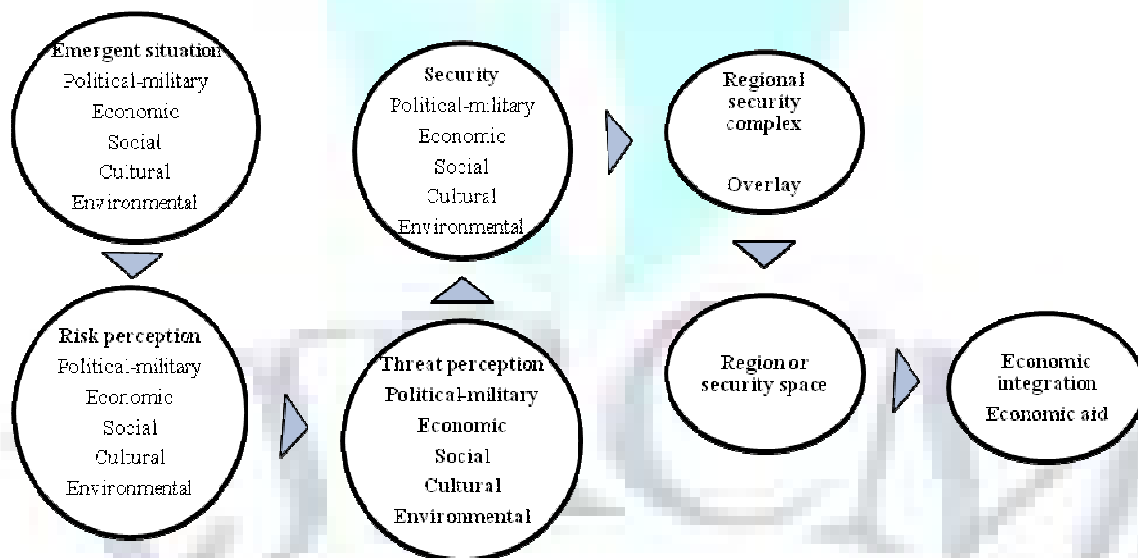 Emergent situation
Political-military
Economic
Social
Cultural
Environmental
Risk perception
Political-military
Economic
Social
Cultural
Environmental
Threat perception
Political-military
Economic
Social
Cultural
Environmental
Security
Political-military
Economic
Social
Cultural
Environmental
Regional
security
complex
Overlay
Region or
security space
Economic
integration
Economic aid